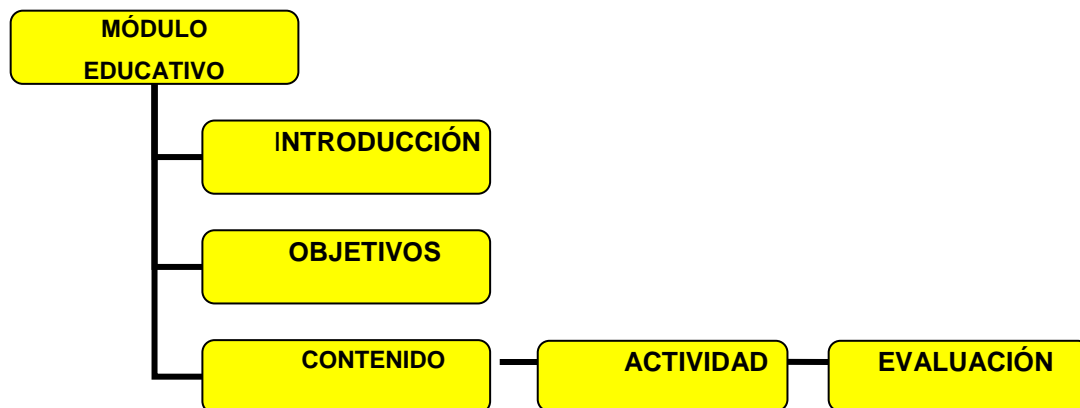 MÓDULO
EDUCATIVO
INTRODUCCIÓN
OBJETIVOS
CONTENIDO
ACTIVIDAD
EVALUACIÓN